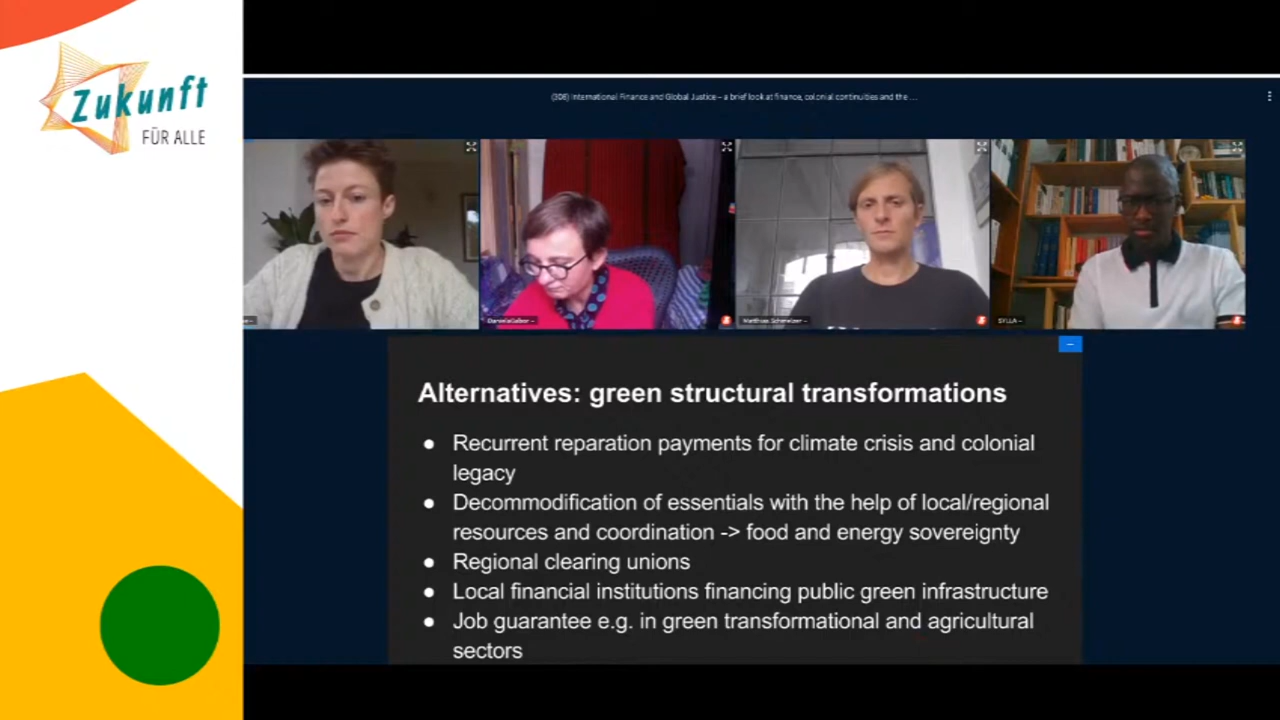 Zukunft
FÜR ALLE
(306) International Finance and Global Justice – a brief look at finance, colonial continuities and the ...
Matthias Schmelzer –
SYLLA –
Alternatives: green structural transformations
● Recurrent reparation payments for climate crisis and colonial
legacy
● Decommodification of essentials with the help of local/regional
resources and coordination -> food and energy sovereignty
● Regional clearing unions
● Local financial institutions financing public green infrastructure
● Job guarantee e.g. in green transformational and agricultural
sectors